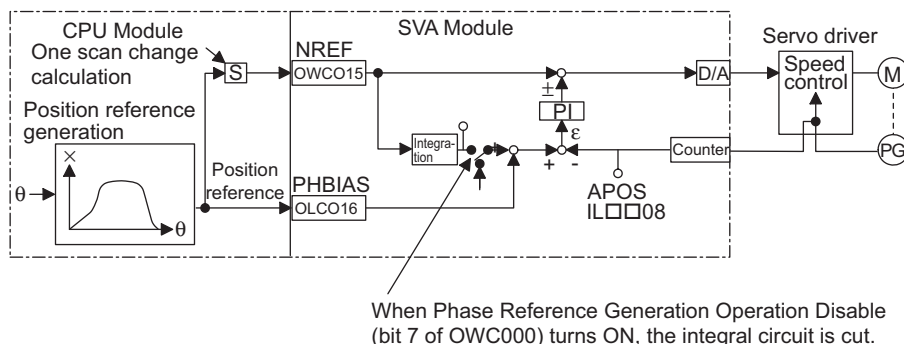 CPU Module
One scan change
calculation
SVA Module
NREF
OWCO15
S
D/A
Servo driver
Speed
control
M
PG
Position reference
generation
×
θ
θ
Position
reference
Integra-
tion
±
PI
ε
+
+
-
Counter
PHBIAS
OLCO16
APOS
IL□□08
When Phase Reference Generation Operation Disable
(bit 7 of OWC000) turns ON, the integral circuit is cut.